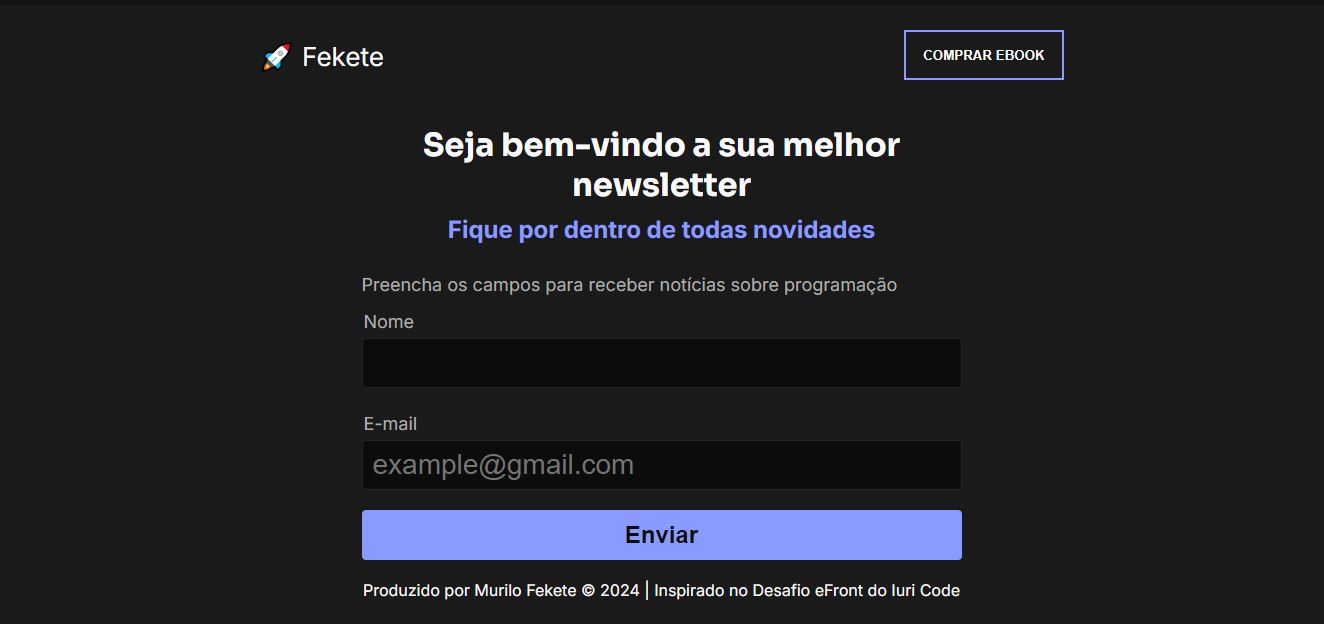 🚀 Fekete
COMPRAR EBOOK
Seja bem-vindo a sua melhor
newsletter
Fique por dentro de todas novidades
Preencha os campos para receber notícias sobre programação
Nome
E-mail
example@gmail.com
Enviar
Produzido por Murilo Fekete © 2024 | Inspirado no Desafio eFront do Iuri Code